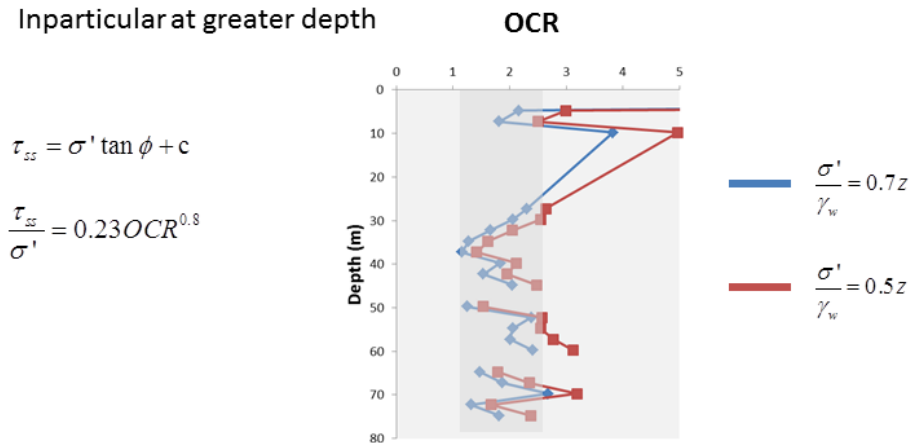 Inparticular at greater depth
OCR
0 1 2 3 4 5
0
10
20
30
40
50
60
70
80
Depth (m)
τss = σ' tan ϕ + c
τss / σ' = 0.23OCR^0.8
σ' / γw = 0.7z
σ' / γw = 0.5z